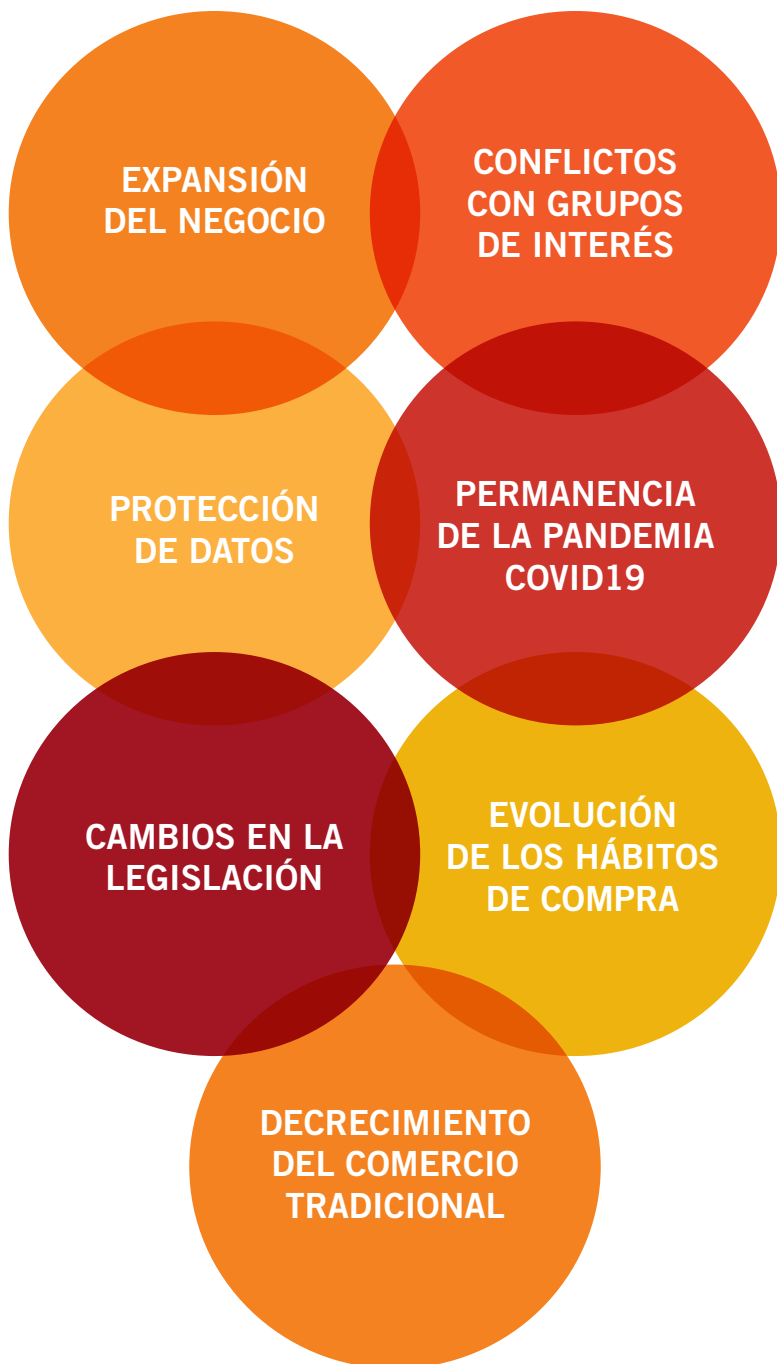 EXPANSIÓN
DEL NEGOCIO
CONFLICTOS
CON GRUPOS
DE INTERÉS
PROTECCIÓN
DE DATOS
PERMANENCIA
DE LA PANDEMIA
COVID19
CAMBIOS EN LA
LEGISLACIÓN
EVOLUCIÓN
DE LOS HÁBITOS
DE COMPRA
DECRECIMIENTO
DEL COMERCIO
TRADICIONAL